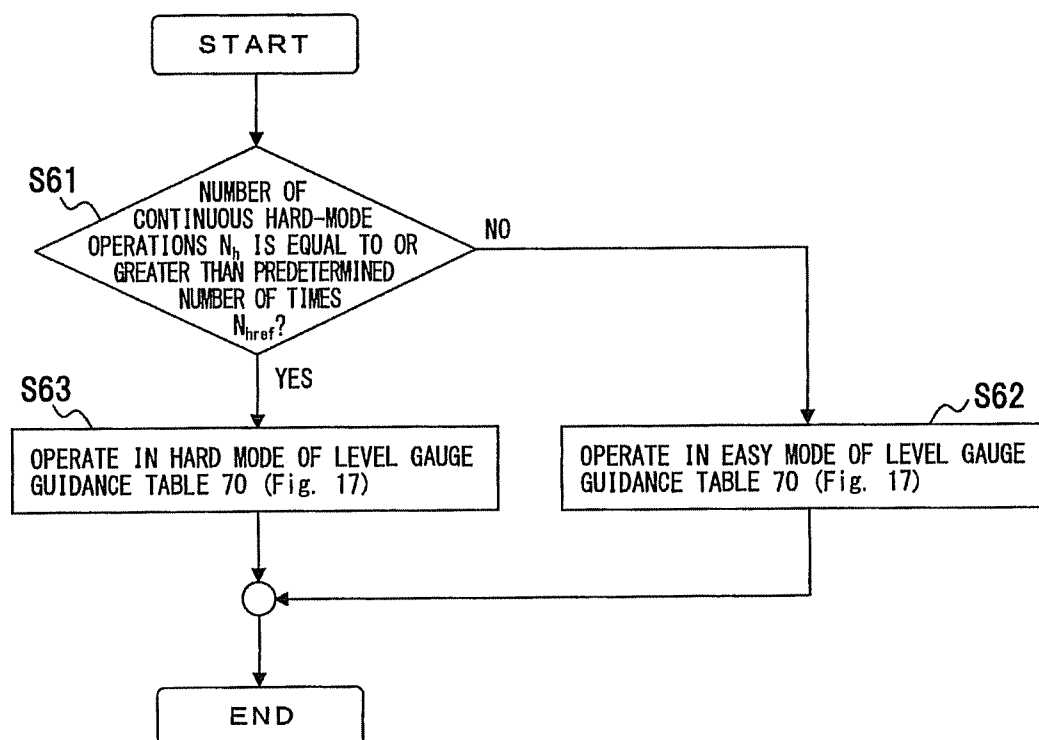 START
S61
NUMBER OF
CONTINUOUS HARD-MODE
OPERATIONS Nh IS EQUAL TO OR
GREATER THAN PREDETERMINED
NUMBER OF TIMES
Nhref?
NO
YES
S63
OPERATE IN HARD MODE OF LEVEL GAUGE
GUIDANCE TABLE 70 (Fig. 17)
S62
OPERATE IN EASY MODE OF LEVEL GAUGE
GUIDANCE TABLE 70 (Fig. 17)
END